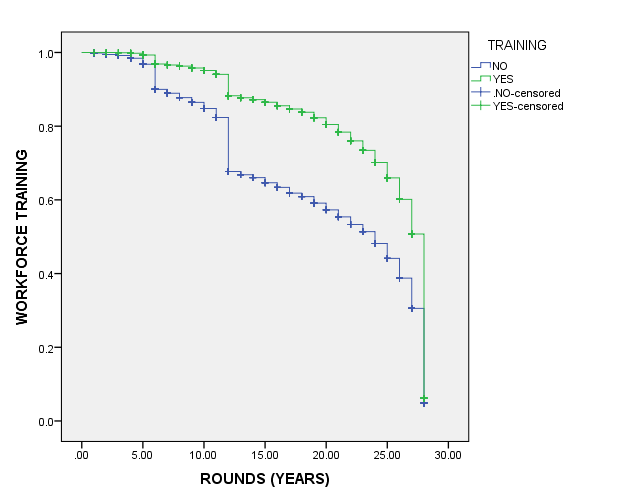 TRAINING
NO
YES
.NO-censored
YES-censored
WORKFORCE TRAINING
1.0
0.8
0.6
0.4
0.2
0.0
.00 5.00 10.00 15.00 20.00 25.00 30.00
ROUNDS (YEARS)